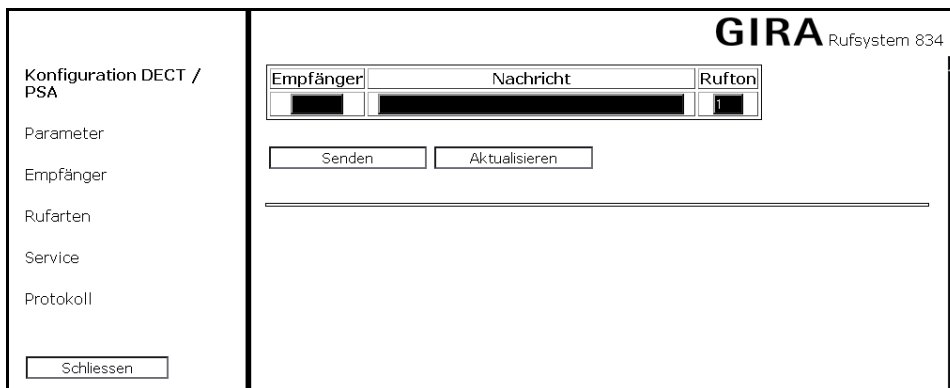 GIRA Rufsystem 834
Konfiguration DECT /
PSA
Parameter
Empfänger
Rufarten
Service
Protokoll
Schliessen
Empfänger Nachricht Rufton
1
Senden Aktualisieren